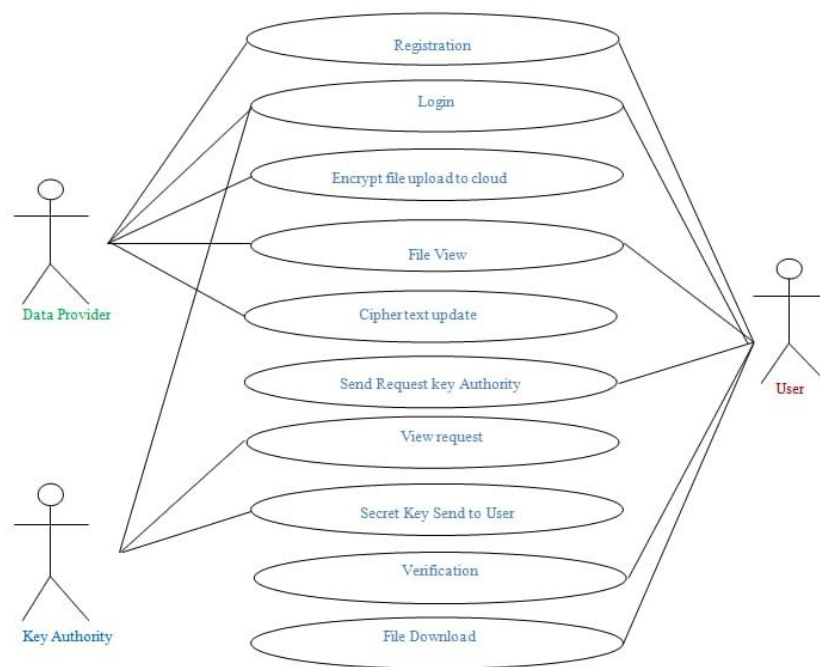 Registration
Login
Encrypt file upload to cloud
File View
Data Provider
Cipher text update
Send Request key Authority
User
View request
Secret Key Send to User
Verification
Key Authority
File Download